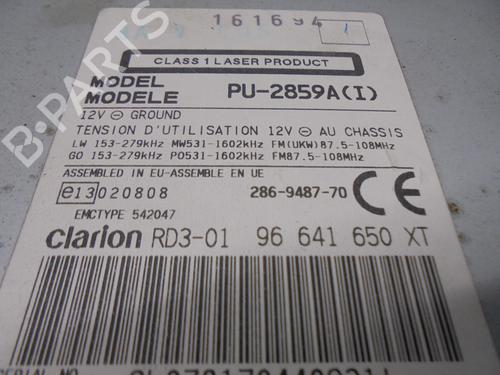 161694
CLASS 1 LASER PRODUCT
MODEL
MODELE PU-2859A(I)
12V ⊖ GROUND
TENSION D'UTILISATION 12V ⊖ AU CHASSIS
LW 153-279kHz MW531-1602kHz FM(UKW)87.5-108MHz
GO 153-279kHz PO531-1602kHz FM87.5-108MHz
ASSEMBLED IN EU-ASSEMBLE EN UE
e13 020808 286-9487-70 CE
EMCTYPE 542047
clarion RD3-01 96 641 650 XT
B-PARTS